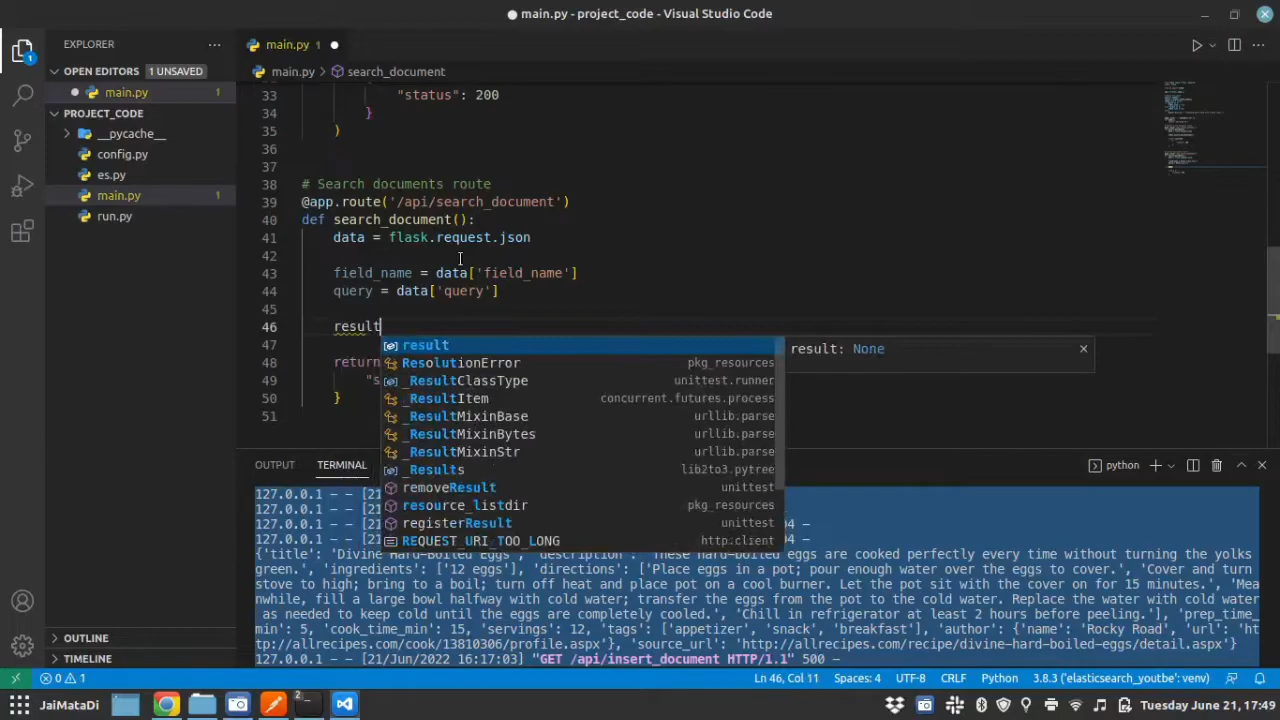 main.py - project_code - Visual Studio Code
EXPLORER
OPEN EDITORS 1 UNSAVED
main.py 1
PROJECT_CODE
__pycache__
config.py
es.py
main.py 1
run.py
OUTLINE
TIMELINE
main.py 1
main.py > search_document
33 "status": 200
34 }
35 )
36
37
38 # Search documents route
39 @app.route('/api/search_document')
40 def search_document():
41 data = flask.request.json
42
43 field_name = data['field_name']
44 query = data['query']
45
46 result
47
48 return
49 "s
50 }
51
result
ResolutionError pkg_resources
_ResultClassType unittest.runner
_ResultItem concurrent.futures.process
_ResultMixinBase urllib.parse
_ResultMixinBytes urllib.parse
_ResultMixinStr urllib.parse
_Results lib2to3.pytree
removeResult unittest
resource_listdir pkg_resources
registerResult unittest
REQUEST_URI_TOO_LONG http.client
result: None
OUTPUT TERMINAL
python
127.0.0.1 - - [21
127.0.0.1 - - [21
127.0.0.1 - - [21 04 -
127.0.0.1 - - [21 04 -
{'title': 'Divine Hard-Boiled Eggs', 'description': 'These hard-boiled eggs are cooked perfectly every time without turning the yolks
green.', 'ingredients': ['12 eggs'], 'directions': ['Place eggs in a pot; pour enough water over the eggs to cover.', 'Cover and turn
stove to high; bring to a boil; turn off heat and place pot on a cool burner. Let the pot sit with the cover on for 15 minutes.', 'Mea
nwhile, fill a large bowl halfway with cold water; transfer the eggs from the pot to the cold water. Replace the water with cold water
as needed to keep cold until the eggs are completely cooled.', 'Chill in refrigerator at least 2 hours before peeling.'], 'prep_time_
min': 5, 'cook_time_min': 15, 'servings': 12, 'tags': ['appetizer', 'snack', 'breakfast'], 'author': {'name': 'Rocky Road', 'url': 'ht
tp://allrecipes.com/cook/13810306/profile.aspx'}, 'source_url': 'http://allrecipes.com/recipe/divine-hard-boiled-eggs/detail.aspx'}
127.0.0.1 - - [21/Jun/2022 16:17:03] "GET /api/insert_document HTTP/1.1" 500 -
0 1 Ln 46, Col 11 Spaces: 4 UTF-8 CRLF Python 3.8.3 ('elasticsearch_youtbe': venv)
JaiMataDi Tuesday June 21, 17:49